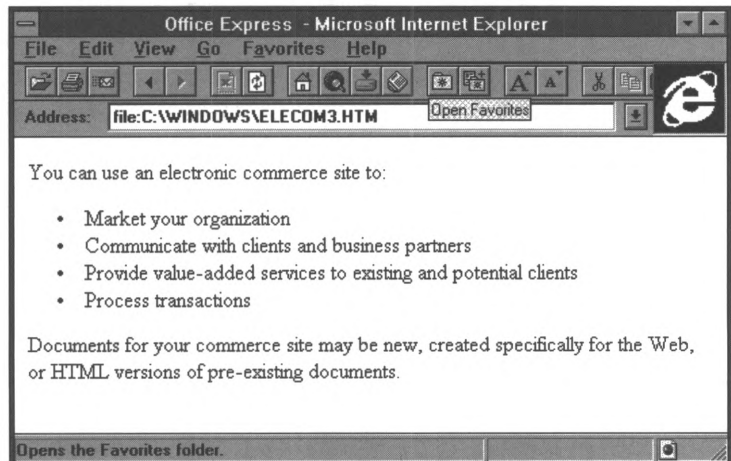 Office Express - Microsoft Internet Explorer
File Edit View Go Favorites Help
Address: file:C:\WINDOWS\ELECOM3.HTM
Open Favorites
You can use an electronic commerce site to:
• Market your organization
• Communicate with clients and business partners
• Provide value-added services to existing and potential clients
• Process transactions
Documents for your commerce site may be new, created specifically for the Web,
or HTML versions of pre-existing documents.
Opens the Favorites folder.